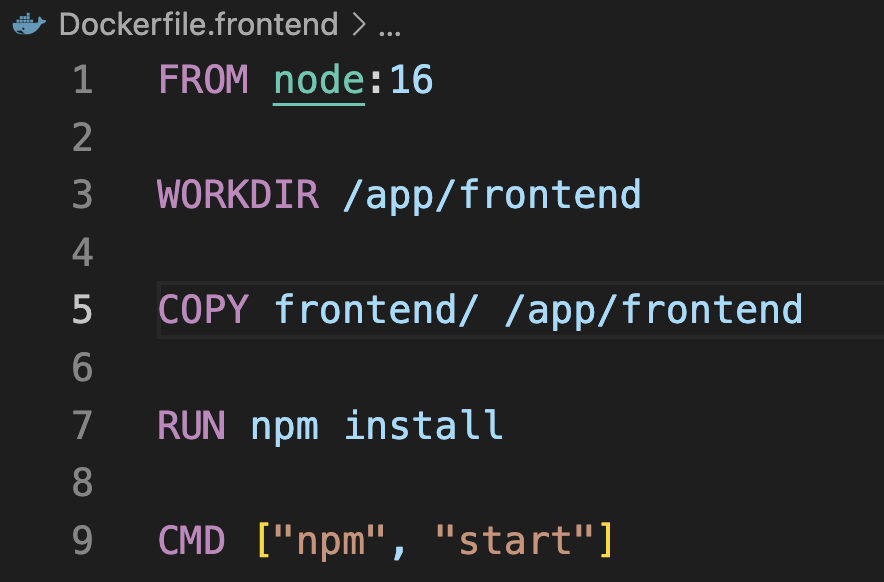 Dockerfile.frontend > ...
1 FROM node:16
2
3 WORKDIR /app/frontend
4
5 COPY frontend/ /app/frontend
6
7 RUN npm install
8
9 CMD ["npm", "start"]